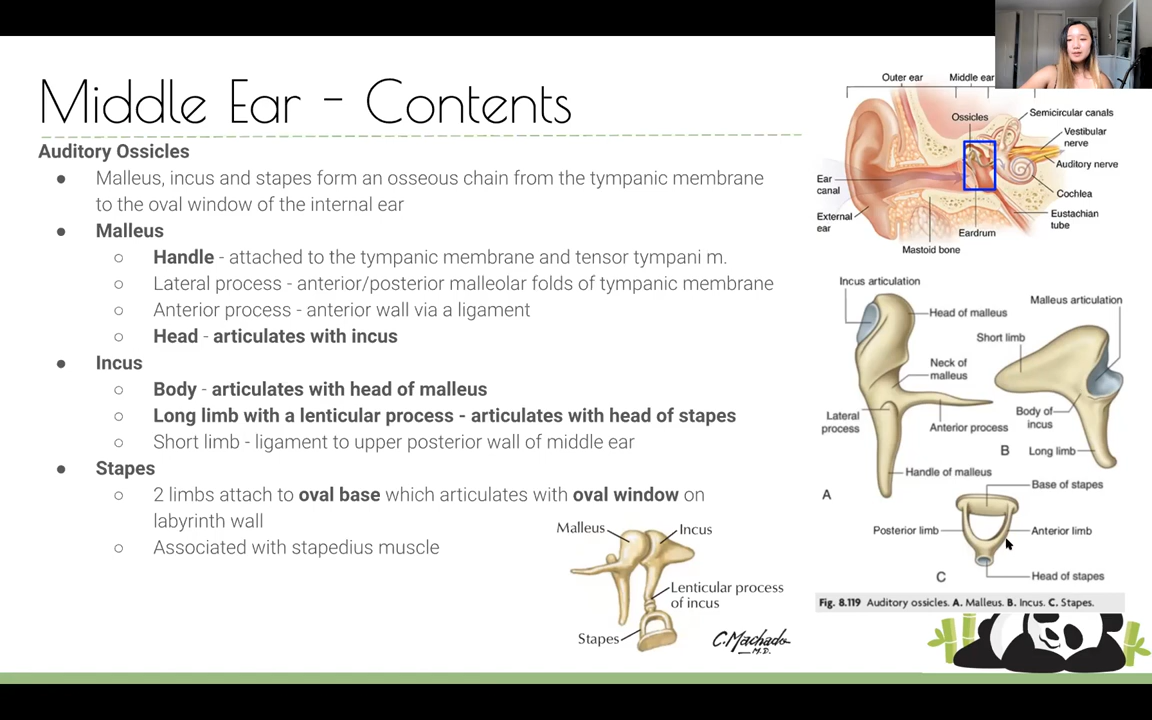 Middle Ear - Contents
Auditory Ossicles
● Malleus, incus and stapes form an osseous chain from the tympanic membrane
to the oval window of the internal ear
● Malleus
○ Handle - attached to the tympanic membrane and tensor tympani m.
○ Lateral process - anterior/posterior malleolar folds of tympanic membrane
○ Anterior process - anterior wall via a ligament
○ Head - articulates with incus
● Incus
○ Body - articulates with head of malleus
○ Long limb with a lenticular process - articulates with head of stapes
○ Short limb - ligament to upper posterior wall of middle ear
● Stapes
○ 2 limbs attach to oval base which articulates with oval window on
labyrinth wall
○ Associated with stapedius muscle
Malleus
Incus
Lenticular process
of incus
Stapes
C.Machado
M.D.
Outer ear
Middle ear
Ossicles
Semicircular canals
Vestibular
nerve
Auditory nerve
Ear
canal
Cochlea
External
ear
Eustachian
tube
Eardrum
Mastoid bone
Incus articulation
Malleus articulation
Head of malleus
Short limb
Neck of
malleus
Lateral
process
Anterior process
Body of
incus
B
Long limb
Handle of malleus
A
Base of stapes
Posterior limb
Anterior limb
C
Head of stapes
Fig. 8.119 Auditory ossicles. A. Malleus. B. Incus. C. Stapes.